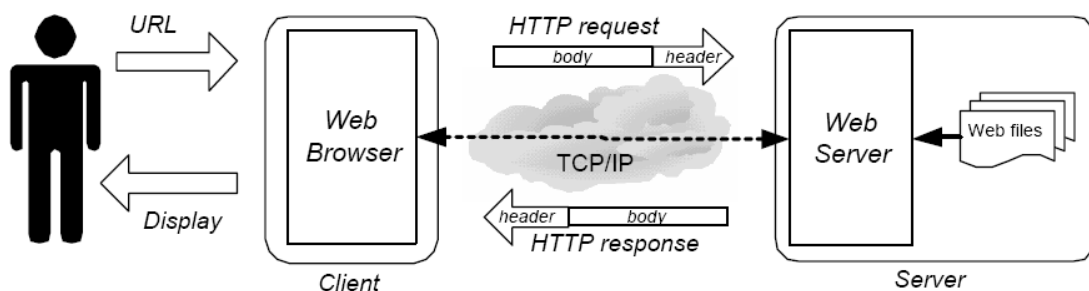 URL
Display
Web
Browser
Client
HTTP request
body header
TCP/IP
header body
HTTP response
Web
Server
Web files
Server